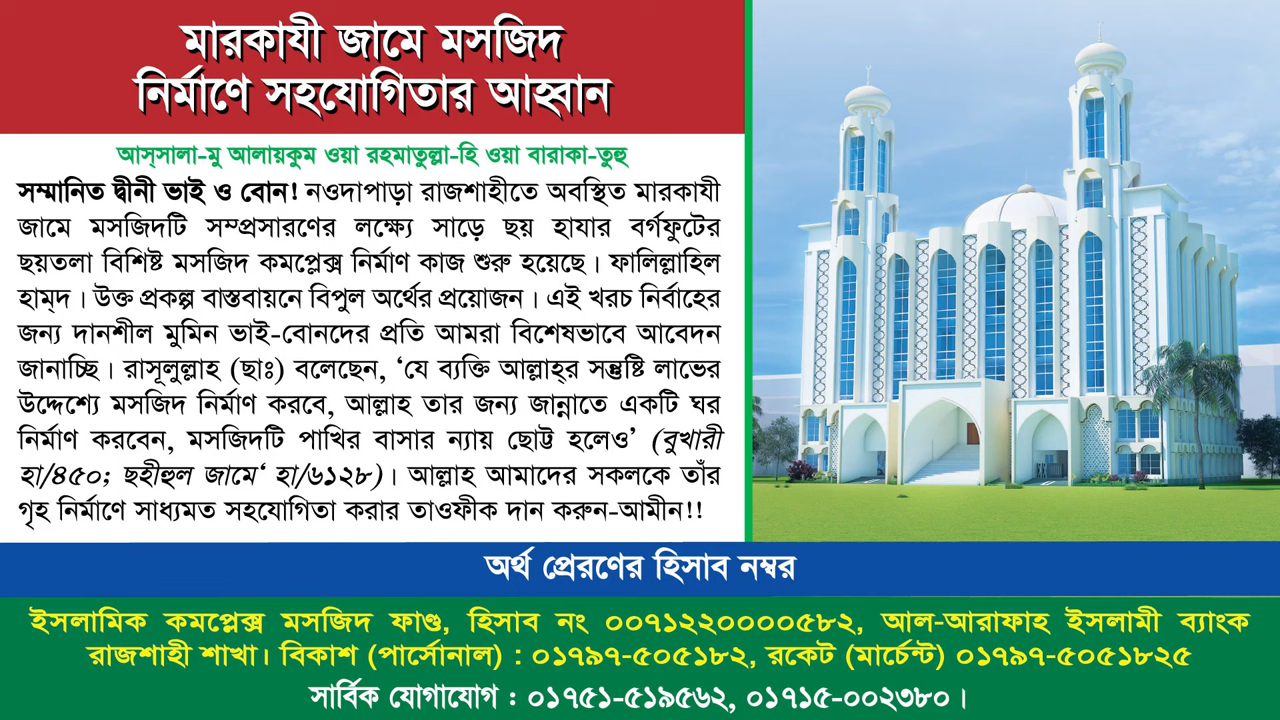 মারকাযী জামে মসজিদ
নির্মাণে সহযোগিতার আহ্বান
আস্সালা-মু আলায়কুম ওয়া রহমাতুল্লা-হি ওয়া বারাকা-তুহু
সম্মানিত দ্বীনী ভাই ও বোন! নওদাপাড়া রাজশাহীতে অবস্থিত মারকাযী
জামে মসজিদটি সম্প্রসারণের লক্ষ্যে সাড়ে ছয় হাযার বর্গফুটের
ছয়তলা বিশিষ্ট মসজিদ কমপ্লেক্স নির্মাণ কাজ শুরু হয়েছে। ফালিল্লাহিল
হাম্দ। উক্ত প্রকল্প বাস্তবায়নে বিপুল অর্থের প্রয়োজন। এই খরচ নির্বাহের
জন্য দানশীল মুমিন ভাই-বোনদের প্রতি আমরা বিশেষভাবে আবেদন
জানাচ্ছি। রাসূলুল্লাহ (ছাঃ) বলেছেন, ‘যে ব্যক্তি আল্লাহ্র সন্তুষ্টি লাভের
উদ্দেশ্যে মসজিদ নির্মাণ করবে, আল্লাহ তার জন্য জান্নাতে একটি ঘর
নির্মাণ করবেন, মসজিদটি পাখির বাসার ন্যায় ছোট্ট হলেও’ (বুখারী
হা/৪৫০; ছহীহুল জামে‘ হা/৬১২৮)। আল্লাহ আমাদের সকলকে তাঁর
গৃহ নির্মাণে সাধ্যমত সহযোগিতা করার তাওফীক দান করুন-আমীন!!
অর্থ প্রেরণের হিসাব নম্বর
ইসলামিক কমপ্লেক্স মসজিদ ফাণ্ড, হিসাব নং ০০৭১২২০০০০৫৮২, আল-আরাফাহ ইসলামী ব্যাংক
রাজশাহী শাখা। বিকাশ (পার্সোনাল) : ০১৭৯৭-৫০৫১৮২, রকেট (মার্চেন্ট) ০১৭৯৭-৫০৫১৮২৫
সার্বিক যোগাযোগ : ০১৭৫১-৫১৯৫৬২, ০১৭১৫-০০২৩৮০।